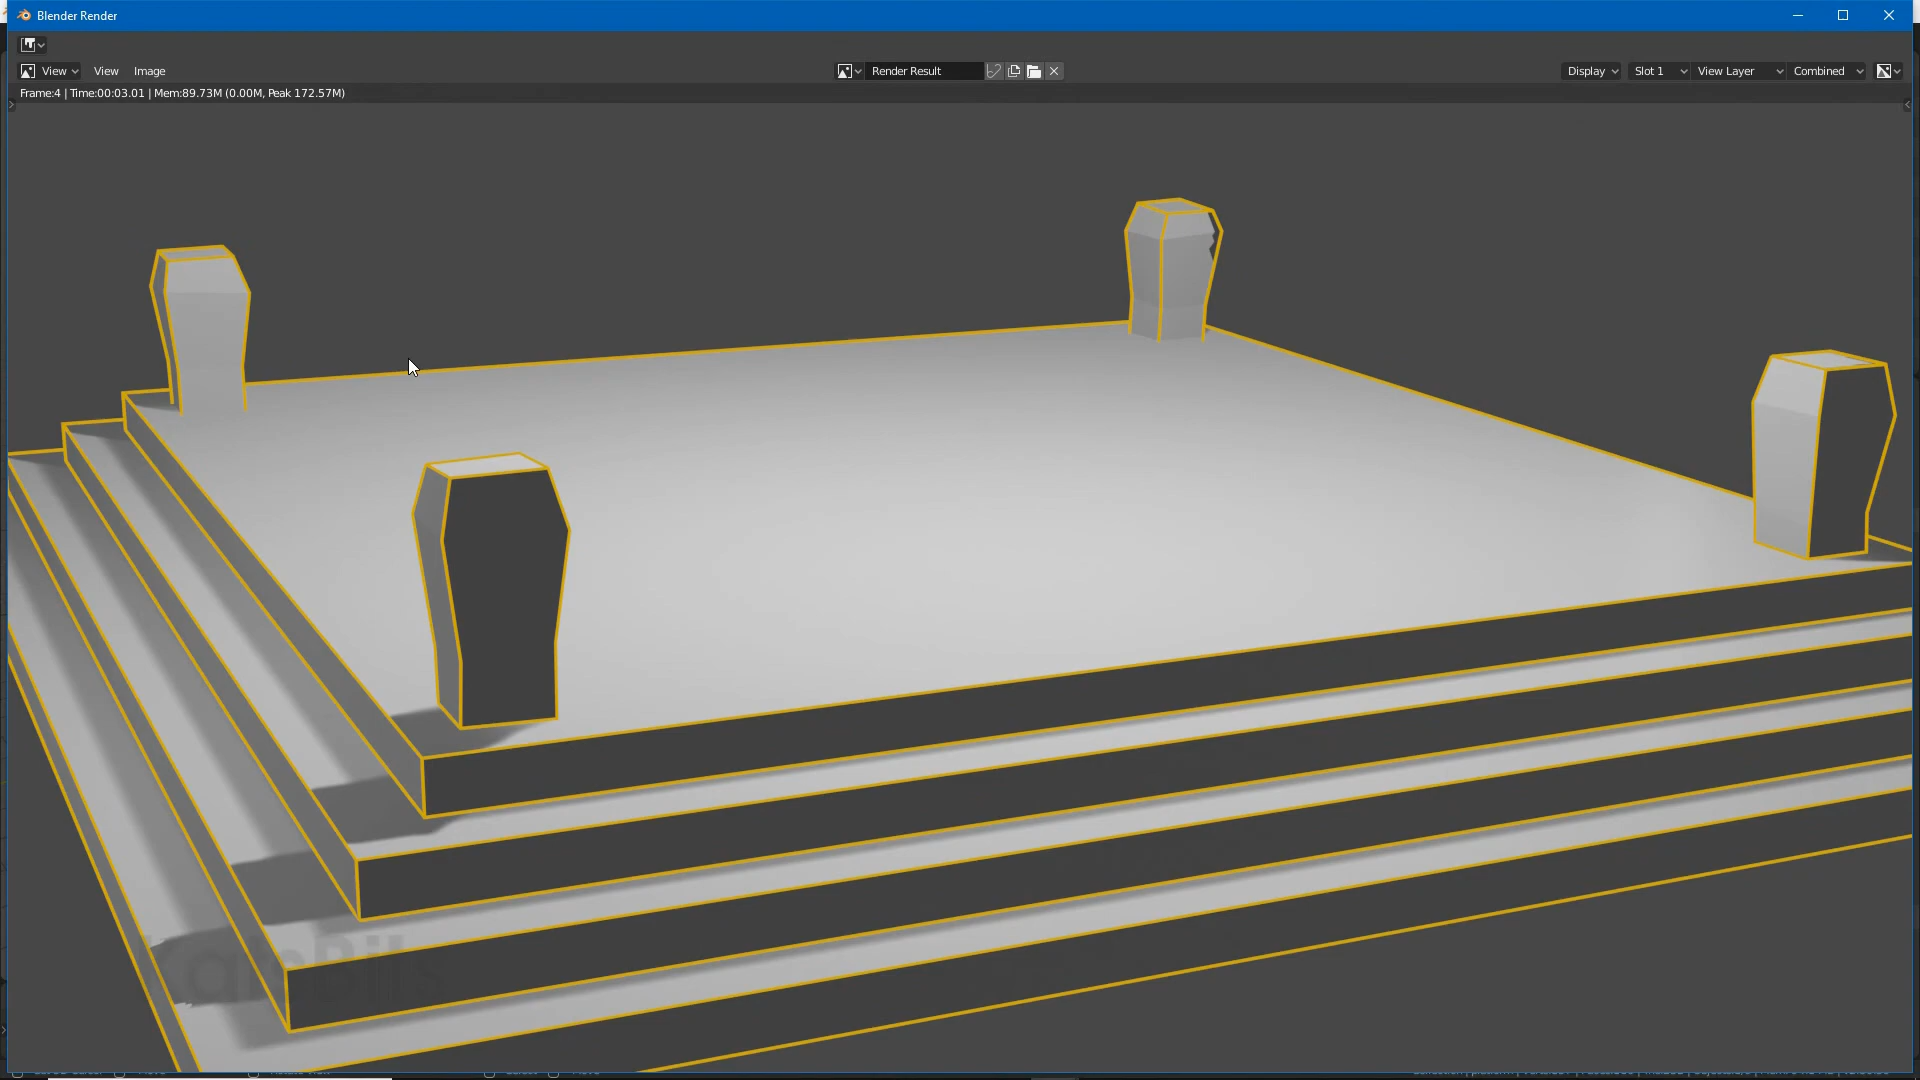 Blender Render
View View Image Render Result Display Slot 1 View Layer Combined
Frame:4 | Time:00:03.01 | Mem:89.73M (0.00M, Peak 172.57M)